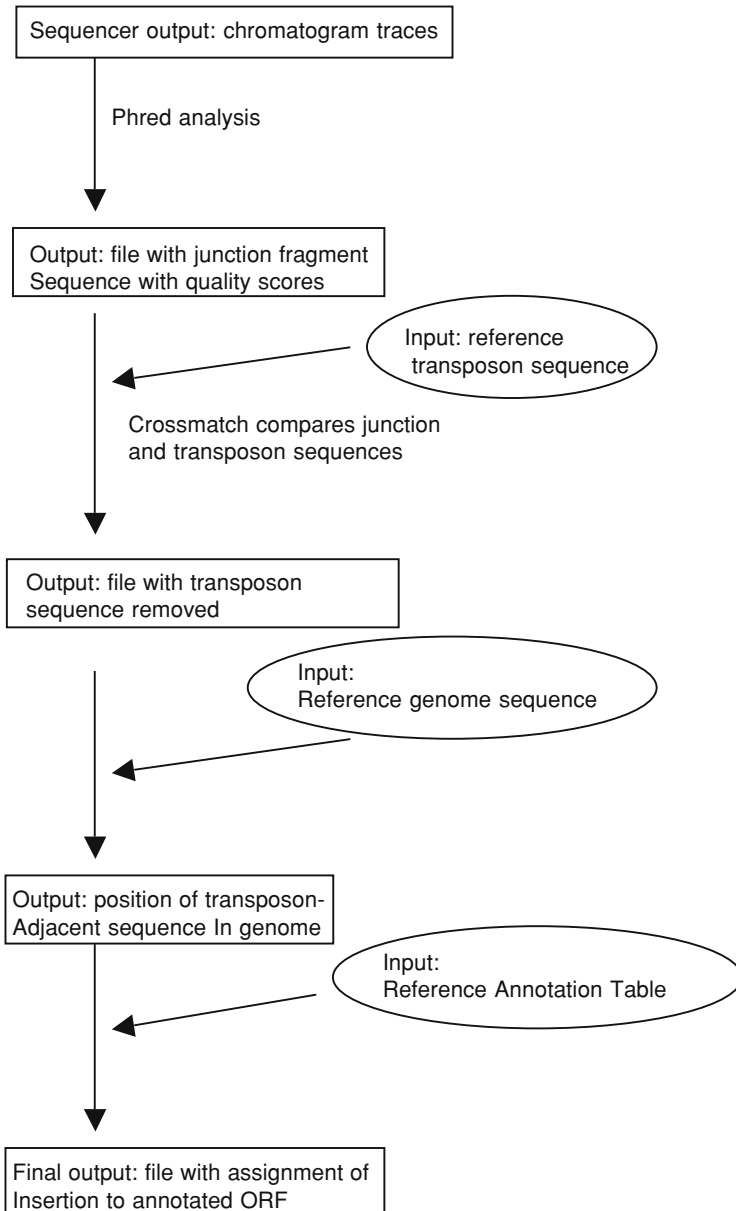 Sequencer output: chromatogram traces
Phred analysis
Output: file with junction fragment
Sequence with quality scores
Input: reference
transposon sequence
Crossmatch compares junction
and transposon sequences
Output: file with transposon
sequence removed
Input:
Reference genome sequence
Output: position of transposon-
Adjacent sequence In genome
Input:
Reference Annotation Table
Final output: file with assignment of
Insertion to annotated ORF